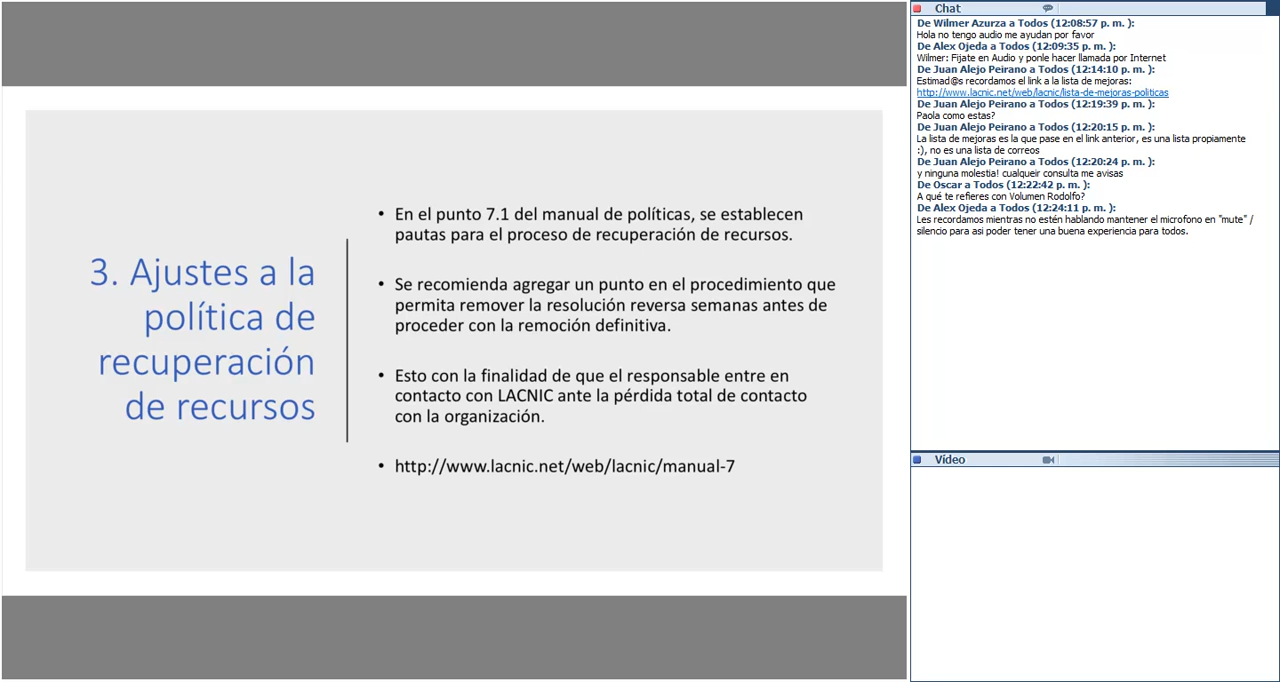 3. Ajustes a la
política de
recuperación
de recursos
• En el punto 7.1 del manual de políticas, se establecen
pautas para el proceso de recuperación de recursos.
• Se recomienda agregar un punto en el procedimiento que
permita remover la resolución reversa semanas antes de
proceder con la remoción definitiva.
• Esto con la finalidad de que el responsable entre en
contacto con LACNIC ante la pérdida total de contacto
con la organización.
• http://www.lacnic.net/web/lacnic/manual-7
Chat
De Wilmer Azurza a Todos (12:08:57 p. m. ):
Hola no tengo audio me ayudan por favor
De Alex Ojeda a Todos (12:09:35 p. m. ):
Wilmer: Fijate en Audio y ponle hacer llamada por Internet
De Juan Alejo Peirano a Todos (12:14:10 p. m. ):
Estimad@s recordamos el link a la lista de mejoras:
http://www.lacnic.net/web/lacnic/lista-de-mejoras-politicas
De Juan Alejo Peirano a Todos (12:19:39 p. m. ):
Paola como estas?
De Juan Alejo Peirano a Todos (12:20:15 p. m. ):
La lista de mejoras es la que pase en el link anterior, es una lista propiamente
:), no es una lista de correos
De Juan Alejo Peirano a Todos (12:20:24 p. m. ):
y ninguna molestia! cualqueir consulta me avisas
De Oscar a Todos (12:22:42 p. m. ):
A qué te refieres con Volumen Rodolfo?
De Alex Ojeda a Todos (12:24:11 p. m. ):
Les recordamos mientras no estén hablando mantener el microfono en "mute" /
silencio para asi poder tener una buena experiencia para todos.
Vídeo